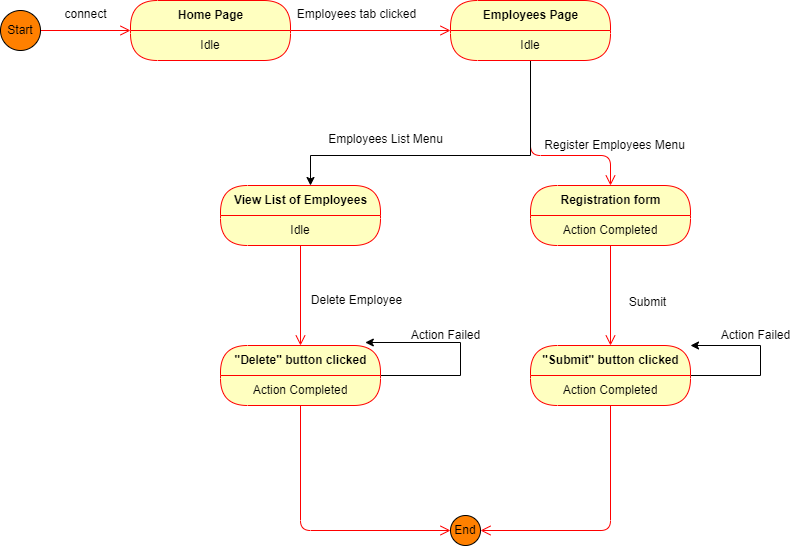 Start
connect
Home Page
Idle
Employees tab clicked
Employees Page
Idle
Employees List Menu
Register Employees Menu
View List of Employees
Idle
Registration form
Action Completed
Delete Employee
Submit
Action Failed
"Delete" button clicked
Action Completed
Action Failed
"Submit" button clicked
Action Completed
End